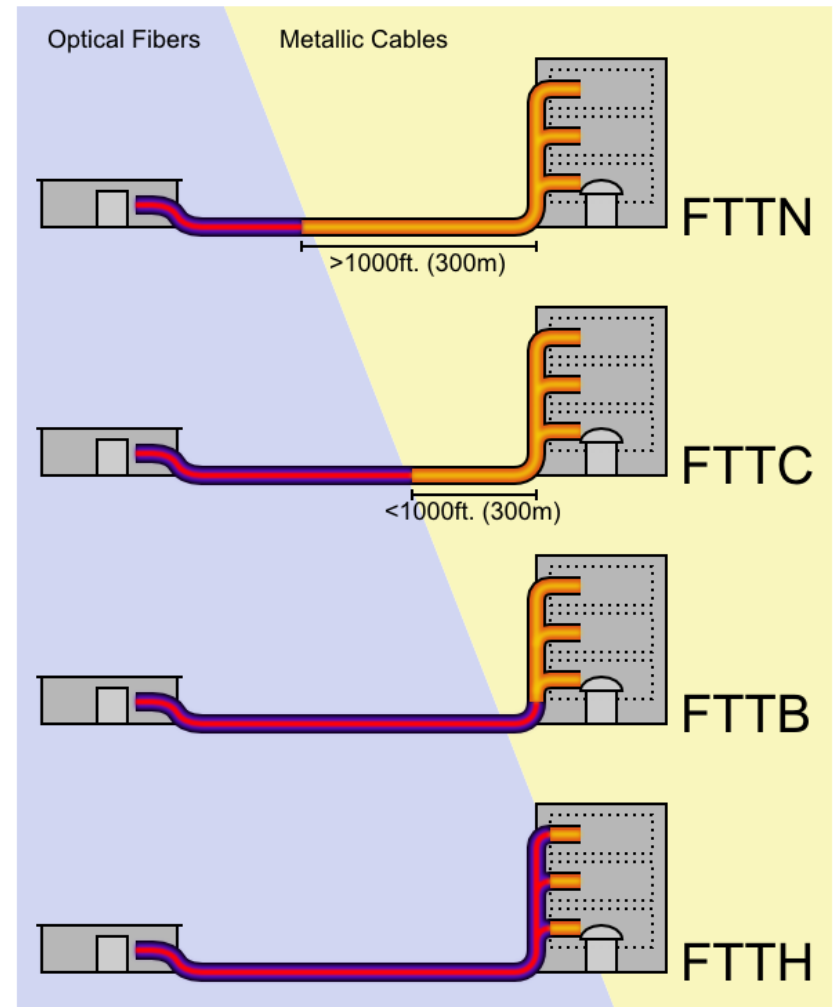 Optical Fibers
Metallic Cables
FTTN
>1000ft. (300m)
FTTC
<1000ft. (300m)
FTTB
FTTH